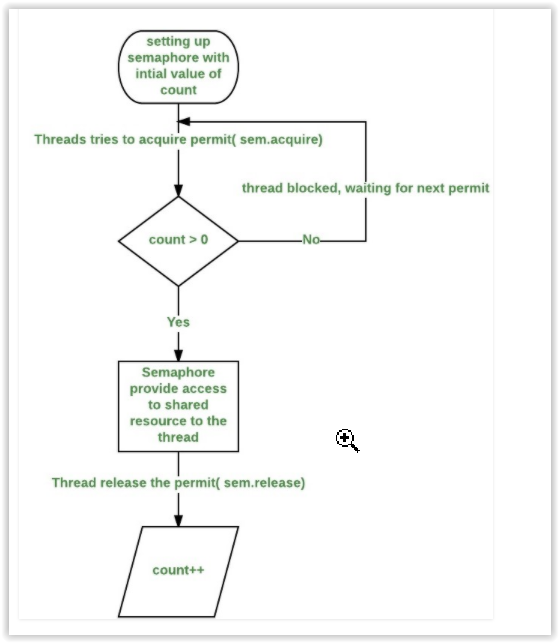 setting up
semaphore with
intial value of
count
Threads tries to acquire permit( sem.acquire)
thread blocked, waiting for next permit
count > 0
No
Yes
Semaphore
provide access
to shared
resource to the
thread
Thread release the permit( sem.release)
count++